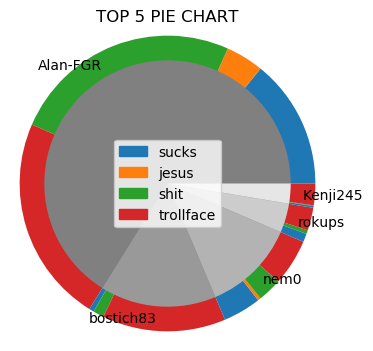 TOP 5 PIE CHART
Alan-FGR
sucks
jesus
shit
trollface
Kenji245
rokups
nem0
bostich83